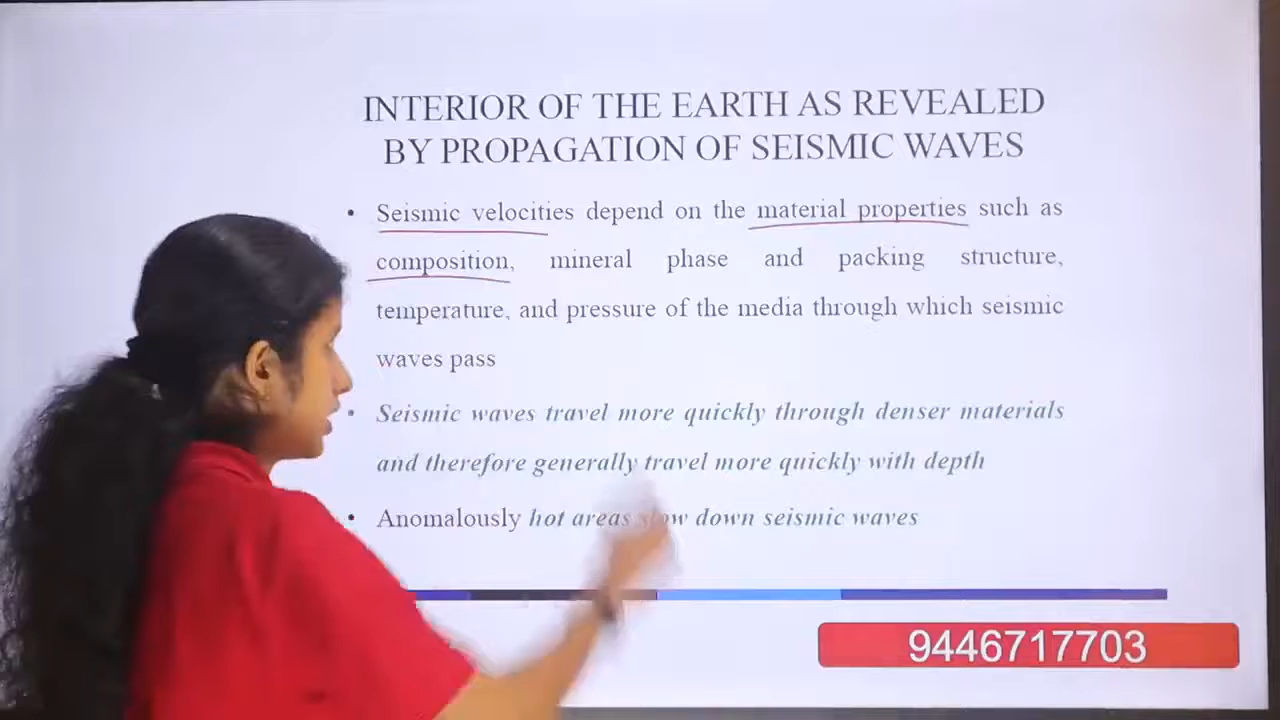 INTERIOR OF THE EARTH AS REVEALED
BY PROPAGATION OF SEISMIC WAVES
• Seismic velocities depend on the material properties such as
composition, mineral phase and packing structure,
temperature, and pressure of the media through which seismic
waves pass
• Seismic waves travel more quickly through denser materials
and therefore generally travel more quickly with depth
• Anomalously hot areas slow down seismic waves
9446717703